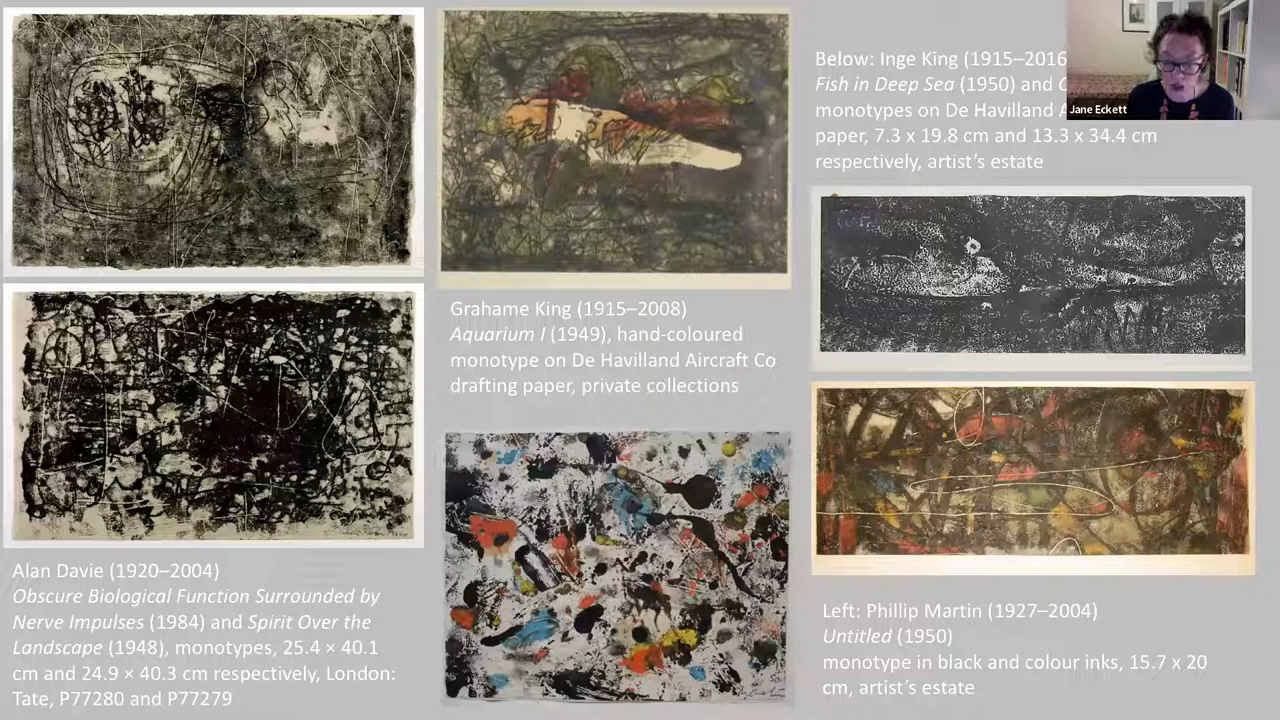 Below: Inge King (1915–2016
Fish in Deep Sea (1950) and
monotypes on De Havilland
paper, 7.3 x 19.8 cm and 13.3 x 34.4 cm
respectively, artist's estate
Jane Eckett
Grahame King (1915–2008)
Aquarium I (1949), hand-coloured
monotype on De Havilland Aircraft Co
drafting paper, private collections
Alan Davie (1920–2004)
Obscure Biological Function Surrounded by
Nerve Impulses (1984) and Spirit Over the
Landscape (1948), monotypes, 25.4 × 40.1
cm and 24.9 × 40.3 cm respectively, London:
Tate, P77280 and P77279
Left: Phillip Martin (1927–2004)
Untitled (1950)
monotype in black and colour inks, 15.7 x 20
cm, artist's estate